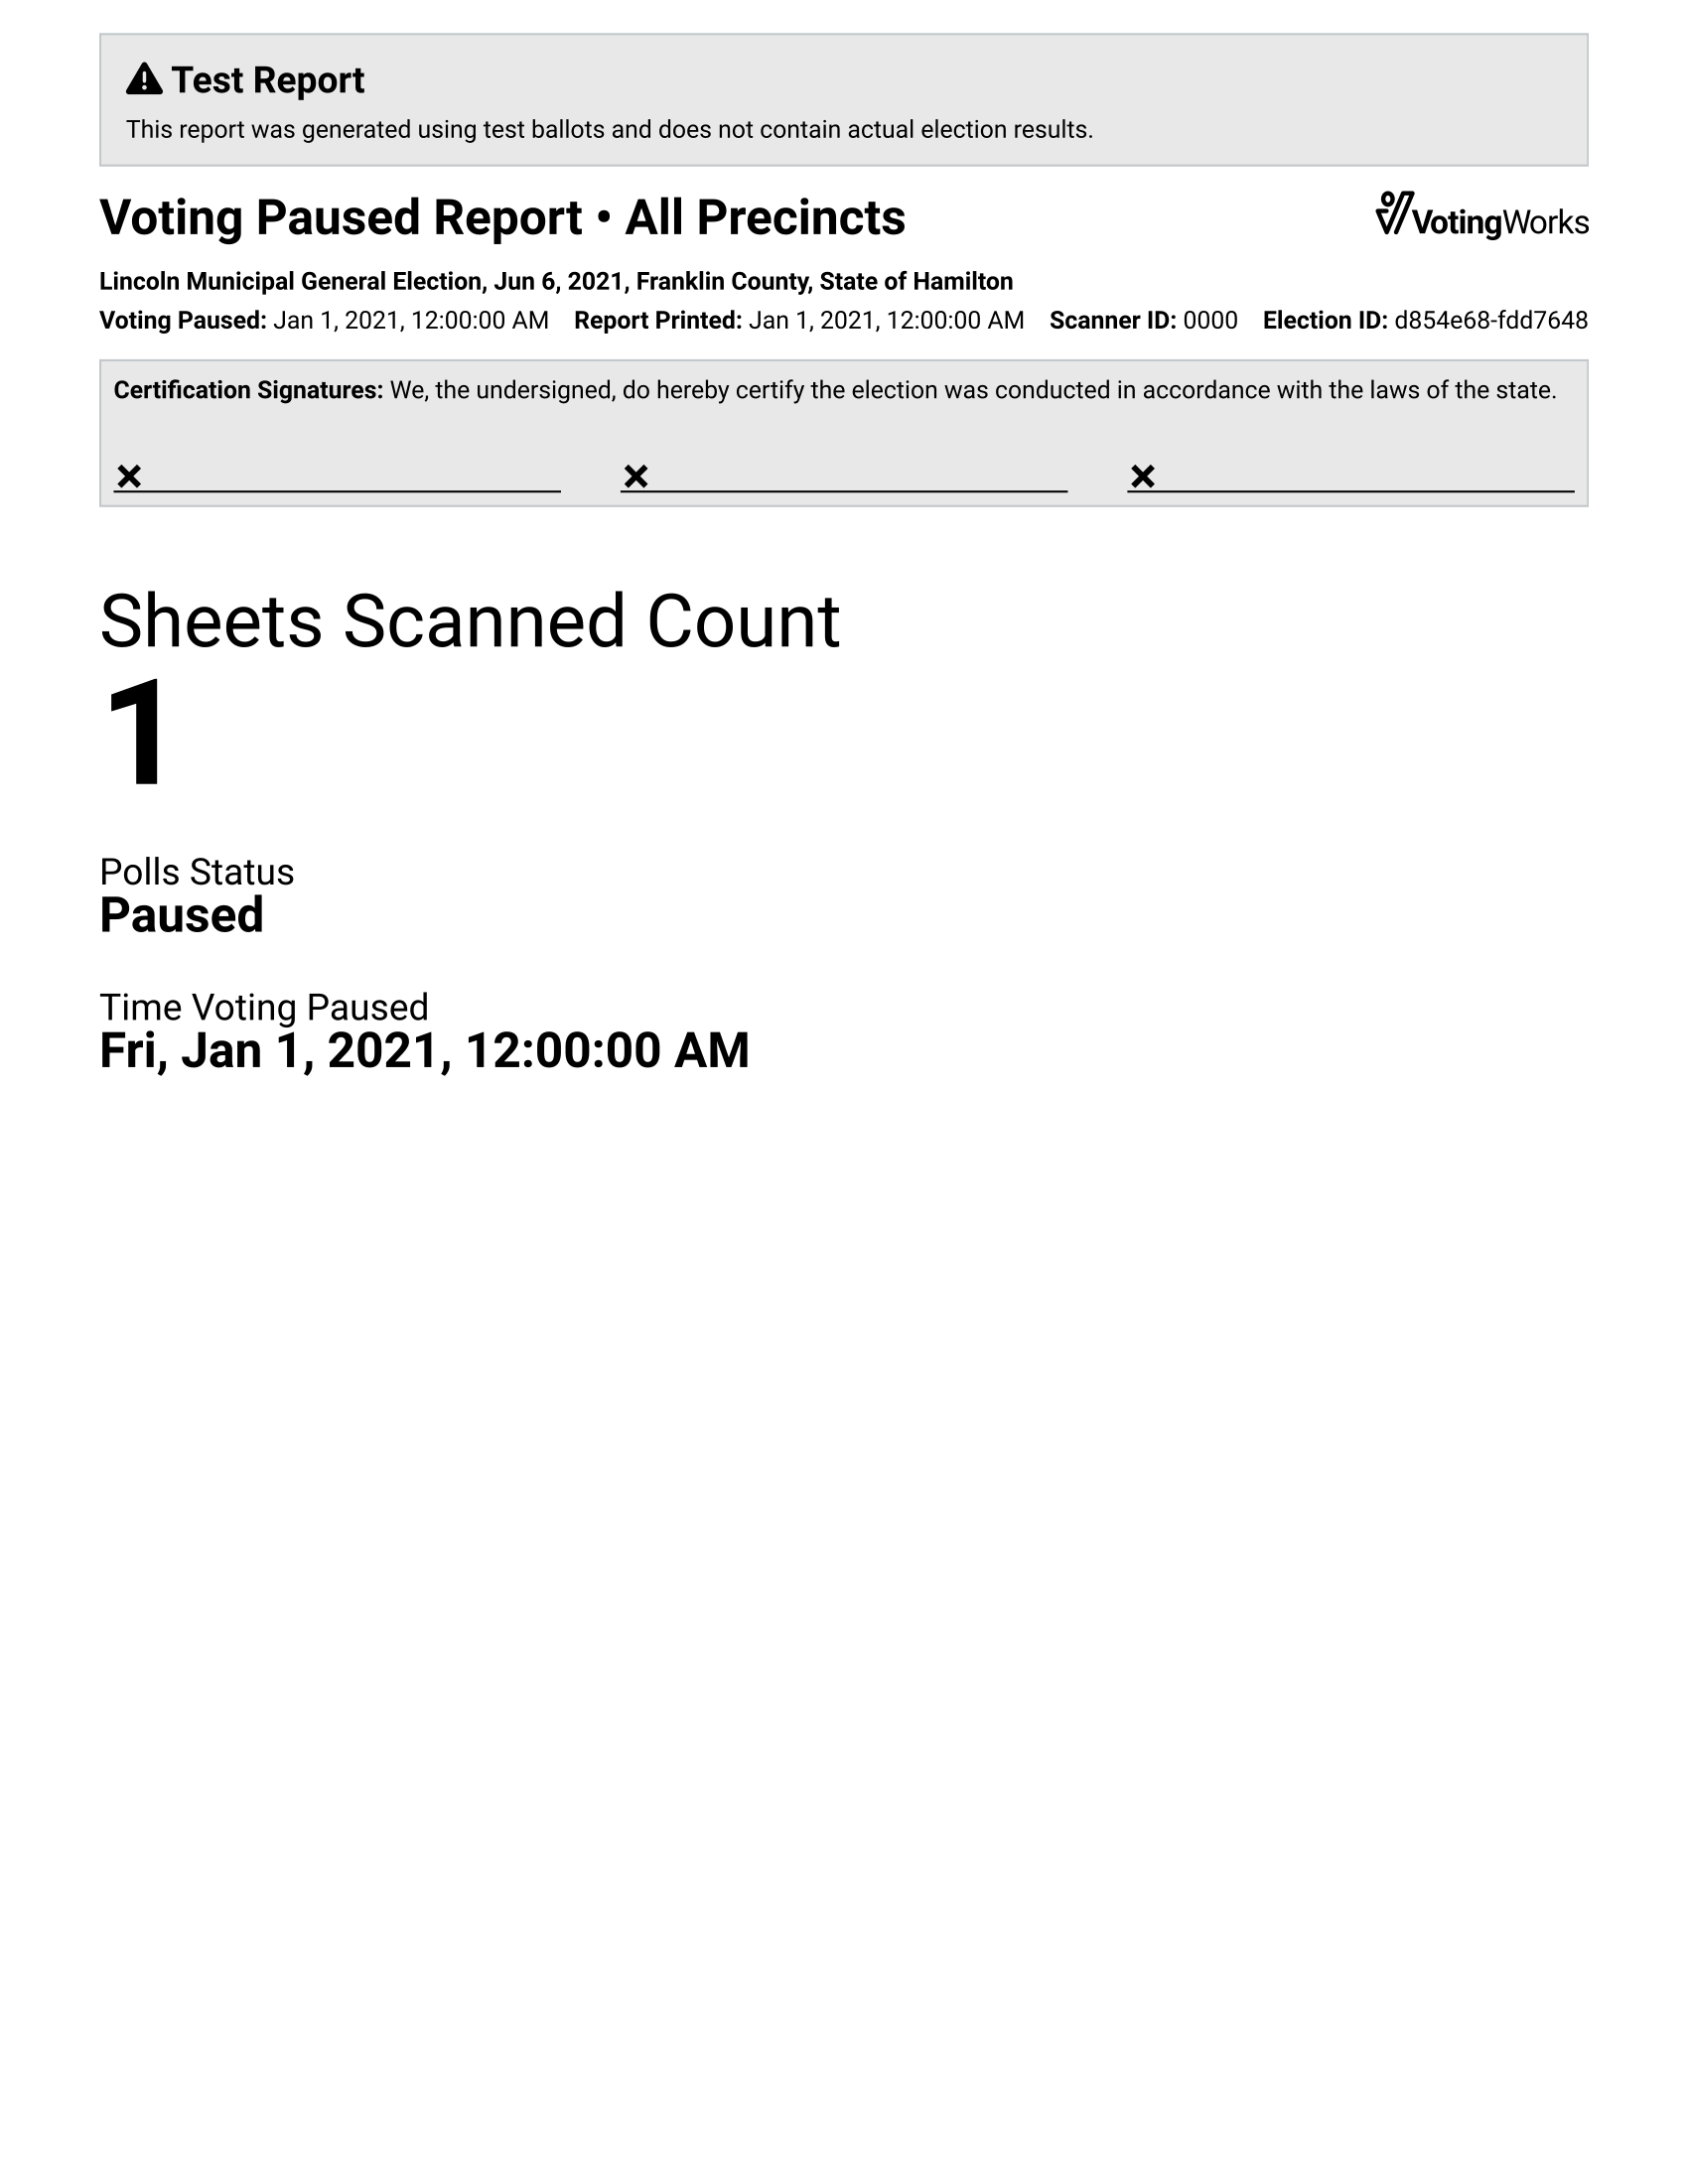 Test Report
This report was generated using test ballots and does not contain actual election results.
Voting Paused Report • All Precincts
VotingWorks
Lincoln Municipal General Election, Jun 6, 2021, Franklin County, State of Hamilton
Voting Paused: Jan 1, 2021, 12:00:00 AM Report Printed: Jan 1, 2021, 12:00:00 AM Scanner ID: 0000 Election ID: d854e68-fdd7648
Certification Signatures: We, the undersigned, do hereby certify the election was conducted in accordance with the laws of the state.
Sheets Scanned Count
1
Polls Status
Paused
Time Voting Paused
Fri, Jan 1, 2021, 12:00:00 AM